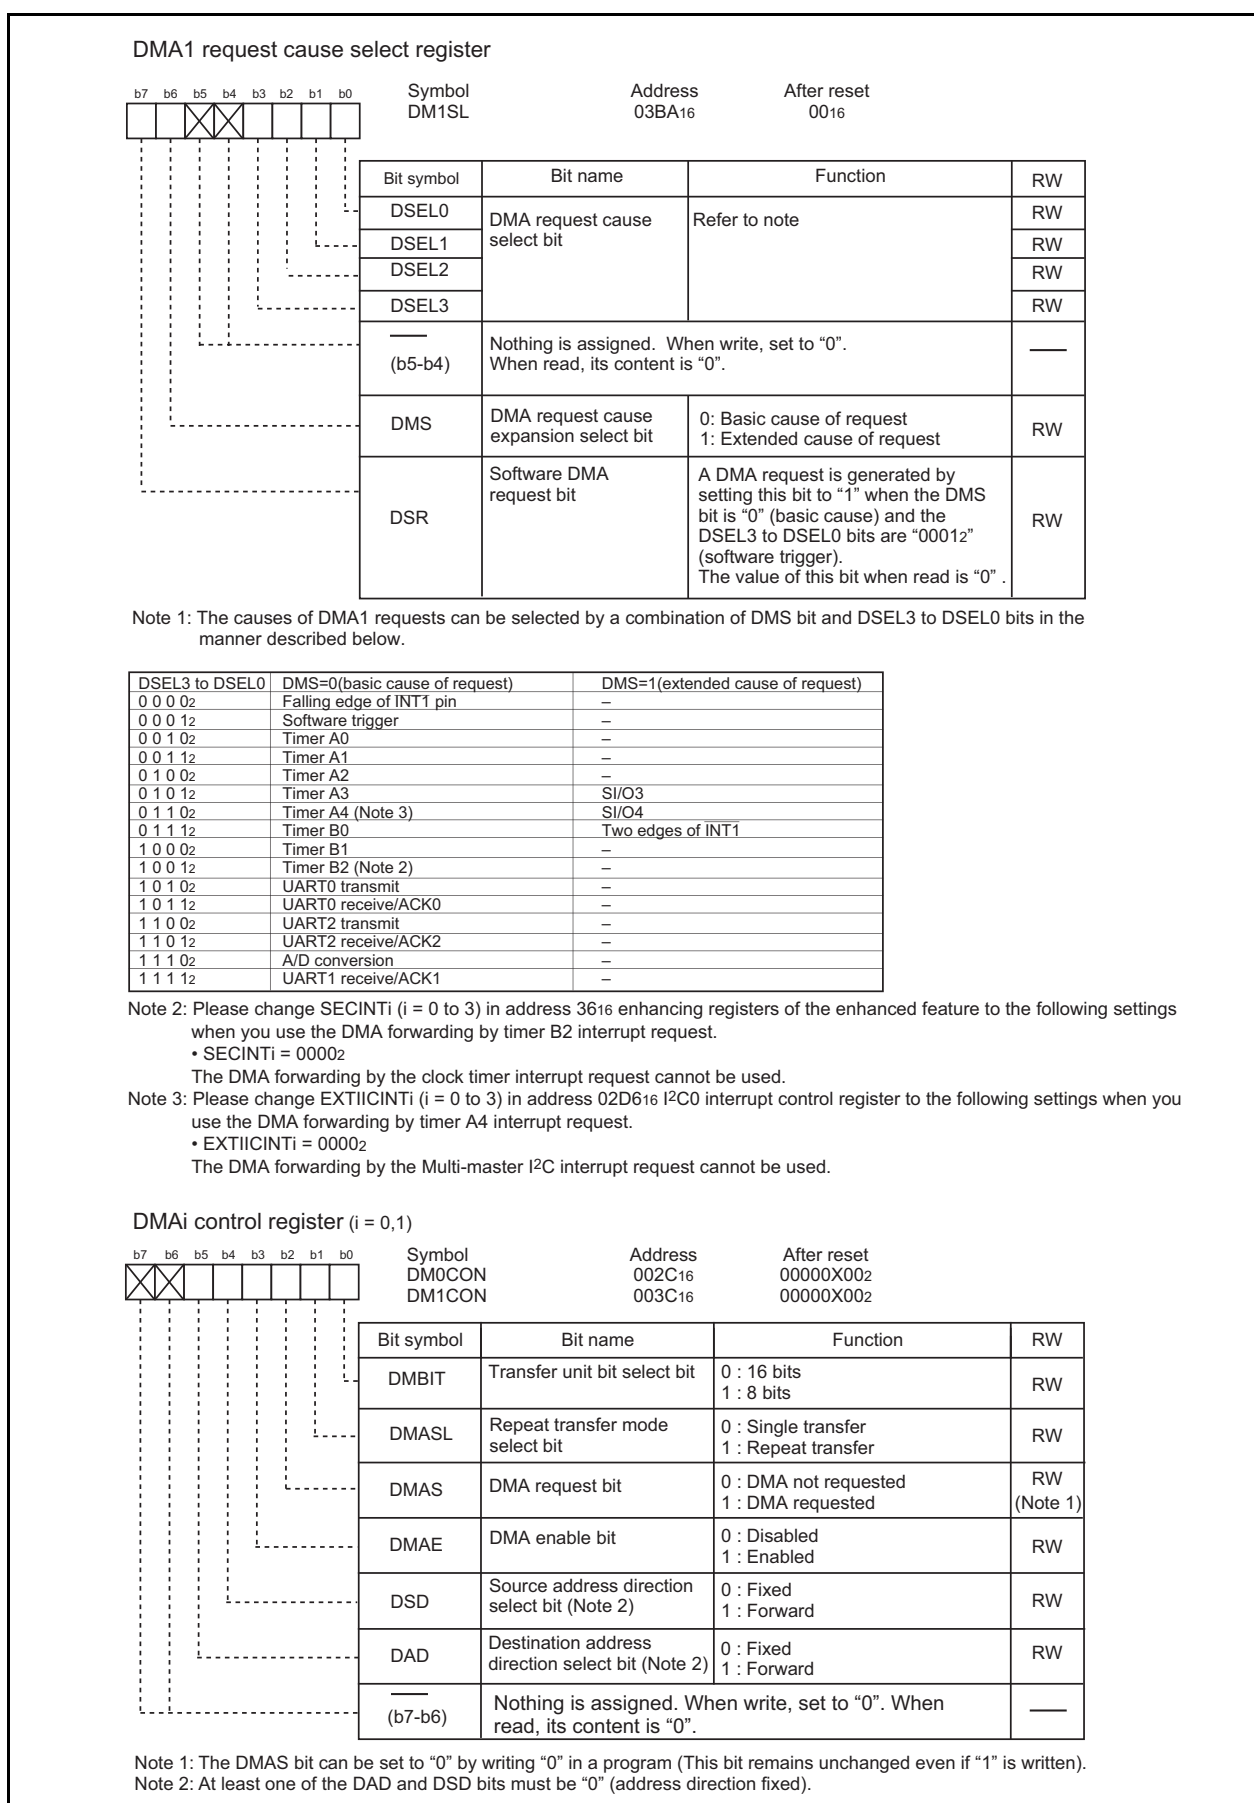 DMA1 request cause select register
b7 b6 b5 b4 b3 b2 b1 b0
Symbol Address After reset
DM1SL 03BA16 0016
Bit symbol Bit name Function RW
DSEL0 DMA request cause select bit Refer to note RW
DSEL1 RW
DSEL2 RW
DSEL3 RW
(b5-b4) Nothing is assigned. When write, set to “0”.
When read, its content is “0”.
DMS DMA request cause expansion select bit 0: Basic cause of request RW
1: Extended cause of request
DSR Software DMA request bit A DMA request is generated by RW
setting this bit to “1” when the DMS
bit is “0” (basic cause) and the
DSEL3 to DSEL0 bits are “00012”
(software trigger).
The value of this bit when read is “0” .
Note 1: The causes of DMA1 requests can be selected by a combination of DMS bit and DSEL3 to DSEL0 bits in the
manner described below.
DSEL3 to DSEL0 DMS=0(basic cause of request) DMS=1(extended cause of request)
0 0 0 02 Falling edge of INT1 pin –
0 0 0 12 Software trigger –
0 0 1 02 Timer A0 –
0 0 1 12 Timer A1 –
0 1 0 02 Timer A2 –
0 1 0 12 Timer A3 SI/O3
0 1 1 02 Timer A4 (Note 3) SI/O4
0 1 1 12 Timer B0 Two edges of INT1
1 0 0 02 Timer B1 –
1 0 0 12 Timer B2 (Note 2) –
1 0 1 02 UART0 transmit –
1 0 1 12 UART0 receive/ACK0 –
1 1 0 02 UART2 transmit –
1 1 0 12 UART2 receive/ACK2 –
1 1 1 02 A/D conversion –
1 1 1 12 UART1 receive/ACK1 –
Note 2: Please change SECINTi (i = 0 to 3) in address 3616 enhancing registers of the enhanced feature to the following settings
when you use the DMA forwarding by timer B2 interrupt request.
• SECINTi = 00002
The DMA forwarding by the clock timer interrupt request cannot be used.
Note 3: Please change EXTIICINTi (i = 0 to 3) in address 02D616 I2C0 interrupt control register to the following settings when you
use the DMA forwarding by timer A4 interrupt request.
• EXTIICINTi = 00002
The DMA forwarding by the Multi-master I2C interrupt request cannot be used.
DMAi control register (i = 0,1)
b7 b6 b5 b4 b3 b2 b1 b0
Symbol Address After reset
DM0CON 002C16 00000X002
DM1CON 003C16 00000X002
Bit symbol Bit name Function RW
DMBIT Transfer unit bit select bit 0 : 16 bits RW
1 : 8 bits
DMASL Repeat transfer mode select bit 0 : Single transfer RW
1 : Repeat transfer
DMAS DMA request bit 0 : DMA not requested RW
1 : DMA requested (Note 1)
DMAE DMA enable bit 0 : Disabled RW
1 : Enabled
DSD Source address direction select bit (Note 2) 0 : Fixed RW
1 : Forward
DAD Destination address direction select bit (Note 2) 0 : Fixed RW
1 : Forward
(b7-b6) Nothing is assigned. When write, set to “0”. When
read, its content is “0”.
Note 1: The DMAS bit can be set to “0” by writing “0” in a program (This bit remains unchanged even if “1” is written).
Note 2: At least one of the DAD and DSD bits must be “0” (address direction fixed).